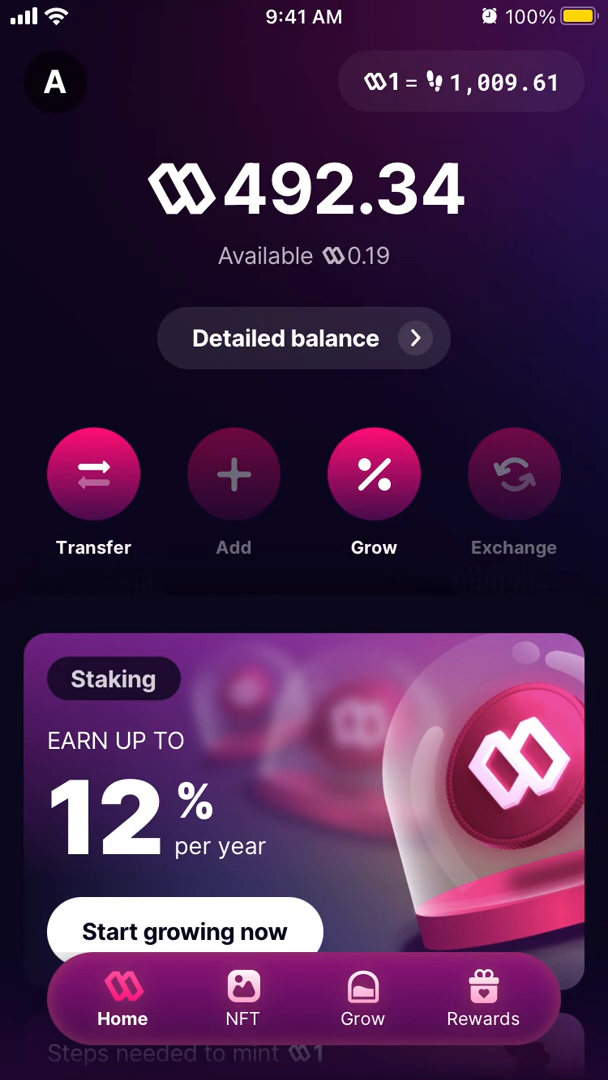 9:41 AM 100%
A
1 = 1,009.61
492.34
Available 0.19
Detailed balance
Transfer Add Grow Exchange
Staking
EARN UP TO
12 %
per year
Start growing now
Home NFT Grow Rewards
Steps needed to mint 1